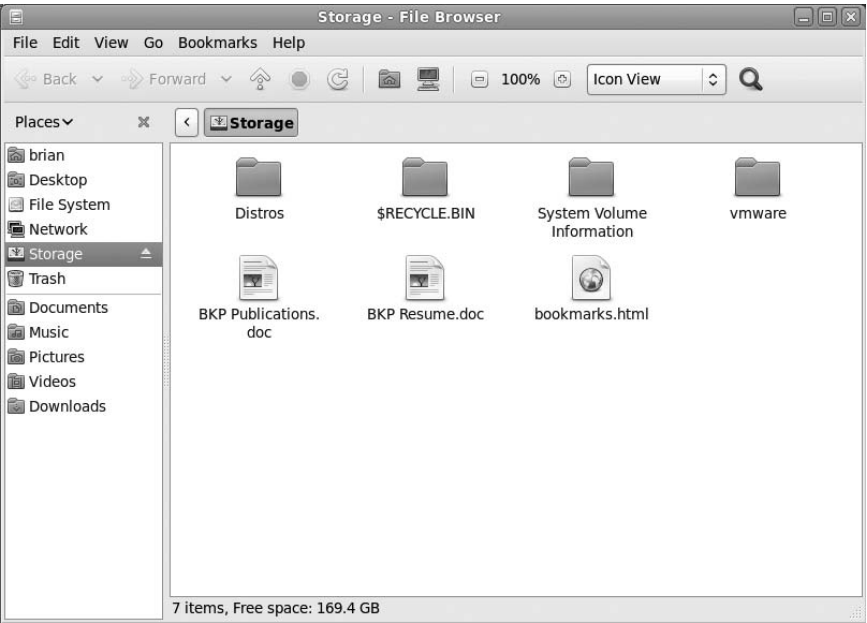 Storage - File Browser
File Edit View Go Bookmarks Help
Back Forward 100% Icon View
Places
Storage
brian
Desktop
File System
Network
Storage
Trash
Documents
Music
Pictures
Videos
Downloads
Distros
$RECYCLE.BIN
System Volume
Information
vmware
BKP Publications.
doc
BKP Resume.doc
bookmarks.html
7 items, Free space: 169.4 GB